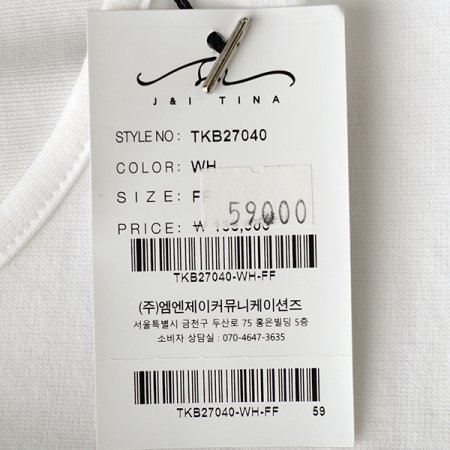 J & I TINA
STYLE NO : TKB27040
COLOR: WH
SIZE: FF
59000
PRICE: ₩
TKB27040-WH-FF
(주)엠엔제이커뮤니케이션즈
서울특별시 금천구 두산로 75 홍은빌딩 5층
소비자 상담실 : 070-4647-3635
TKB27040-WH-FF 59